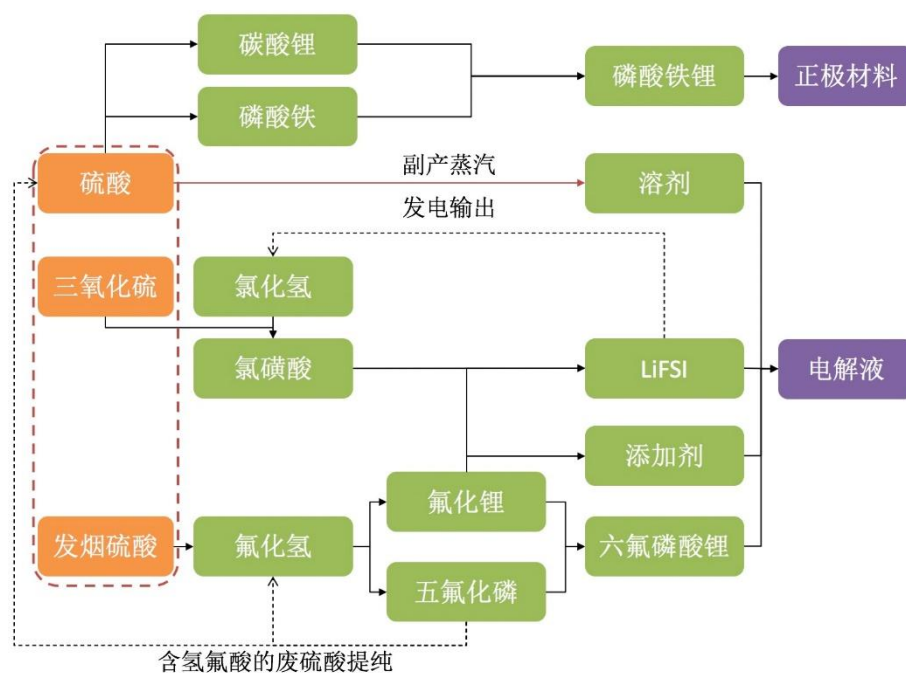 碳酸锂
磷酸铁锂
正极材料
磷酸铁
硫酸
副产蒸汽
溶剂
发电输出
三氧化硫
氯化氢
氯磺酸
LiFSI
电解液
添加剂
氟化锂
发烟硫酸
氟化氢
六氟磷酸锂
五氟化磷
含氢氟酸的废硫酸提纯